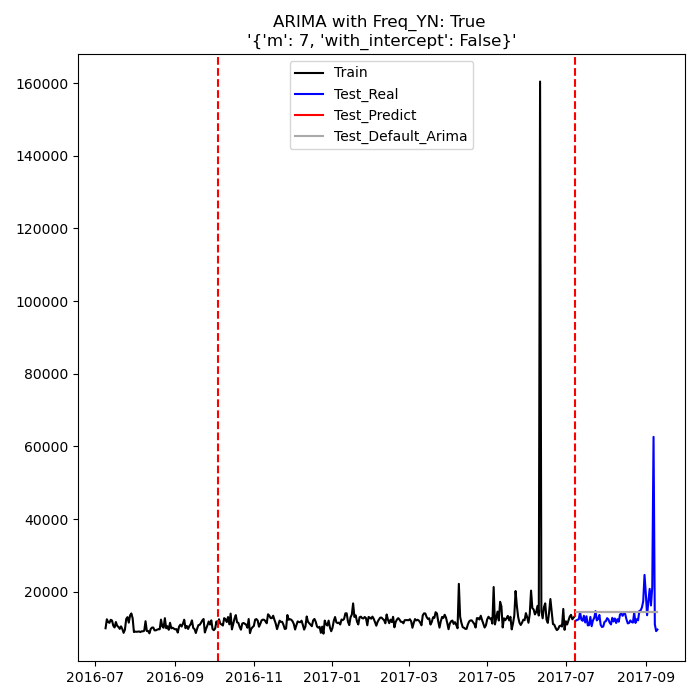 ARIMA with Freq_YN: True
'{'m': 7, 'with_intercept': False}'
Train
Test_Real
Test_Predict
Test_Default_Arima
160000
140000
120000
100000
80000
60000
40000
20000
2016-07 2016-09 2016-11 2017-01 2017-03 2017-05 2017-07 2017-09